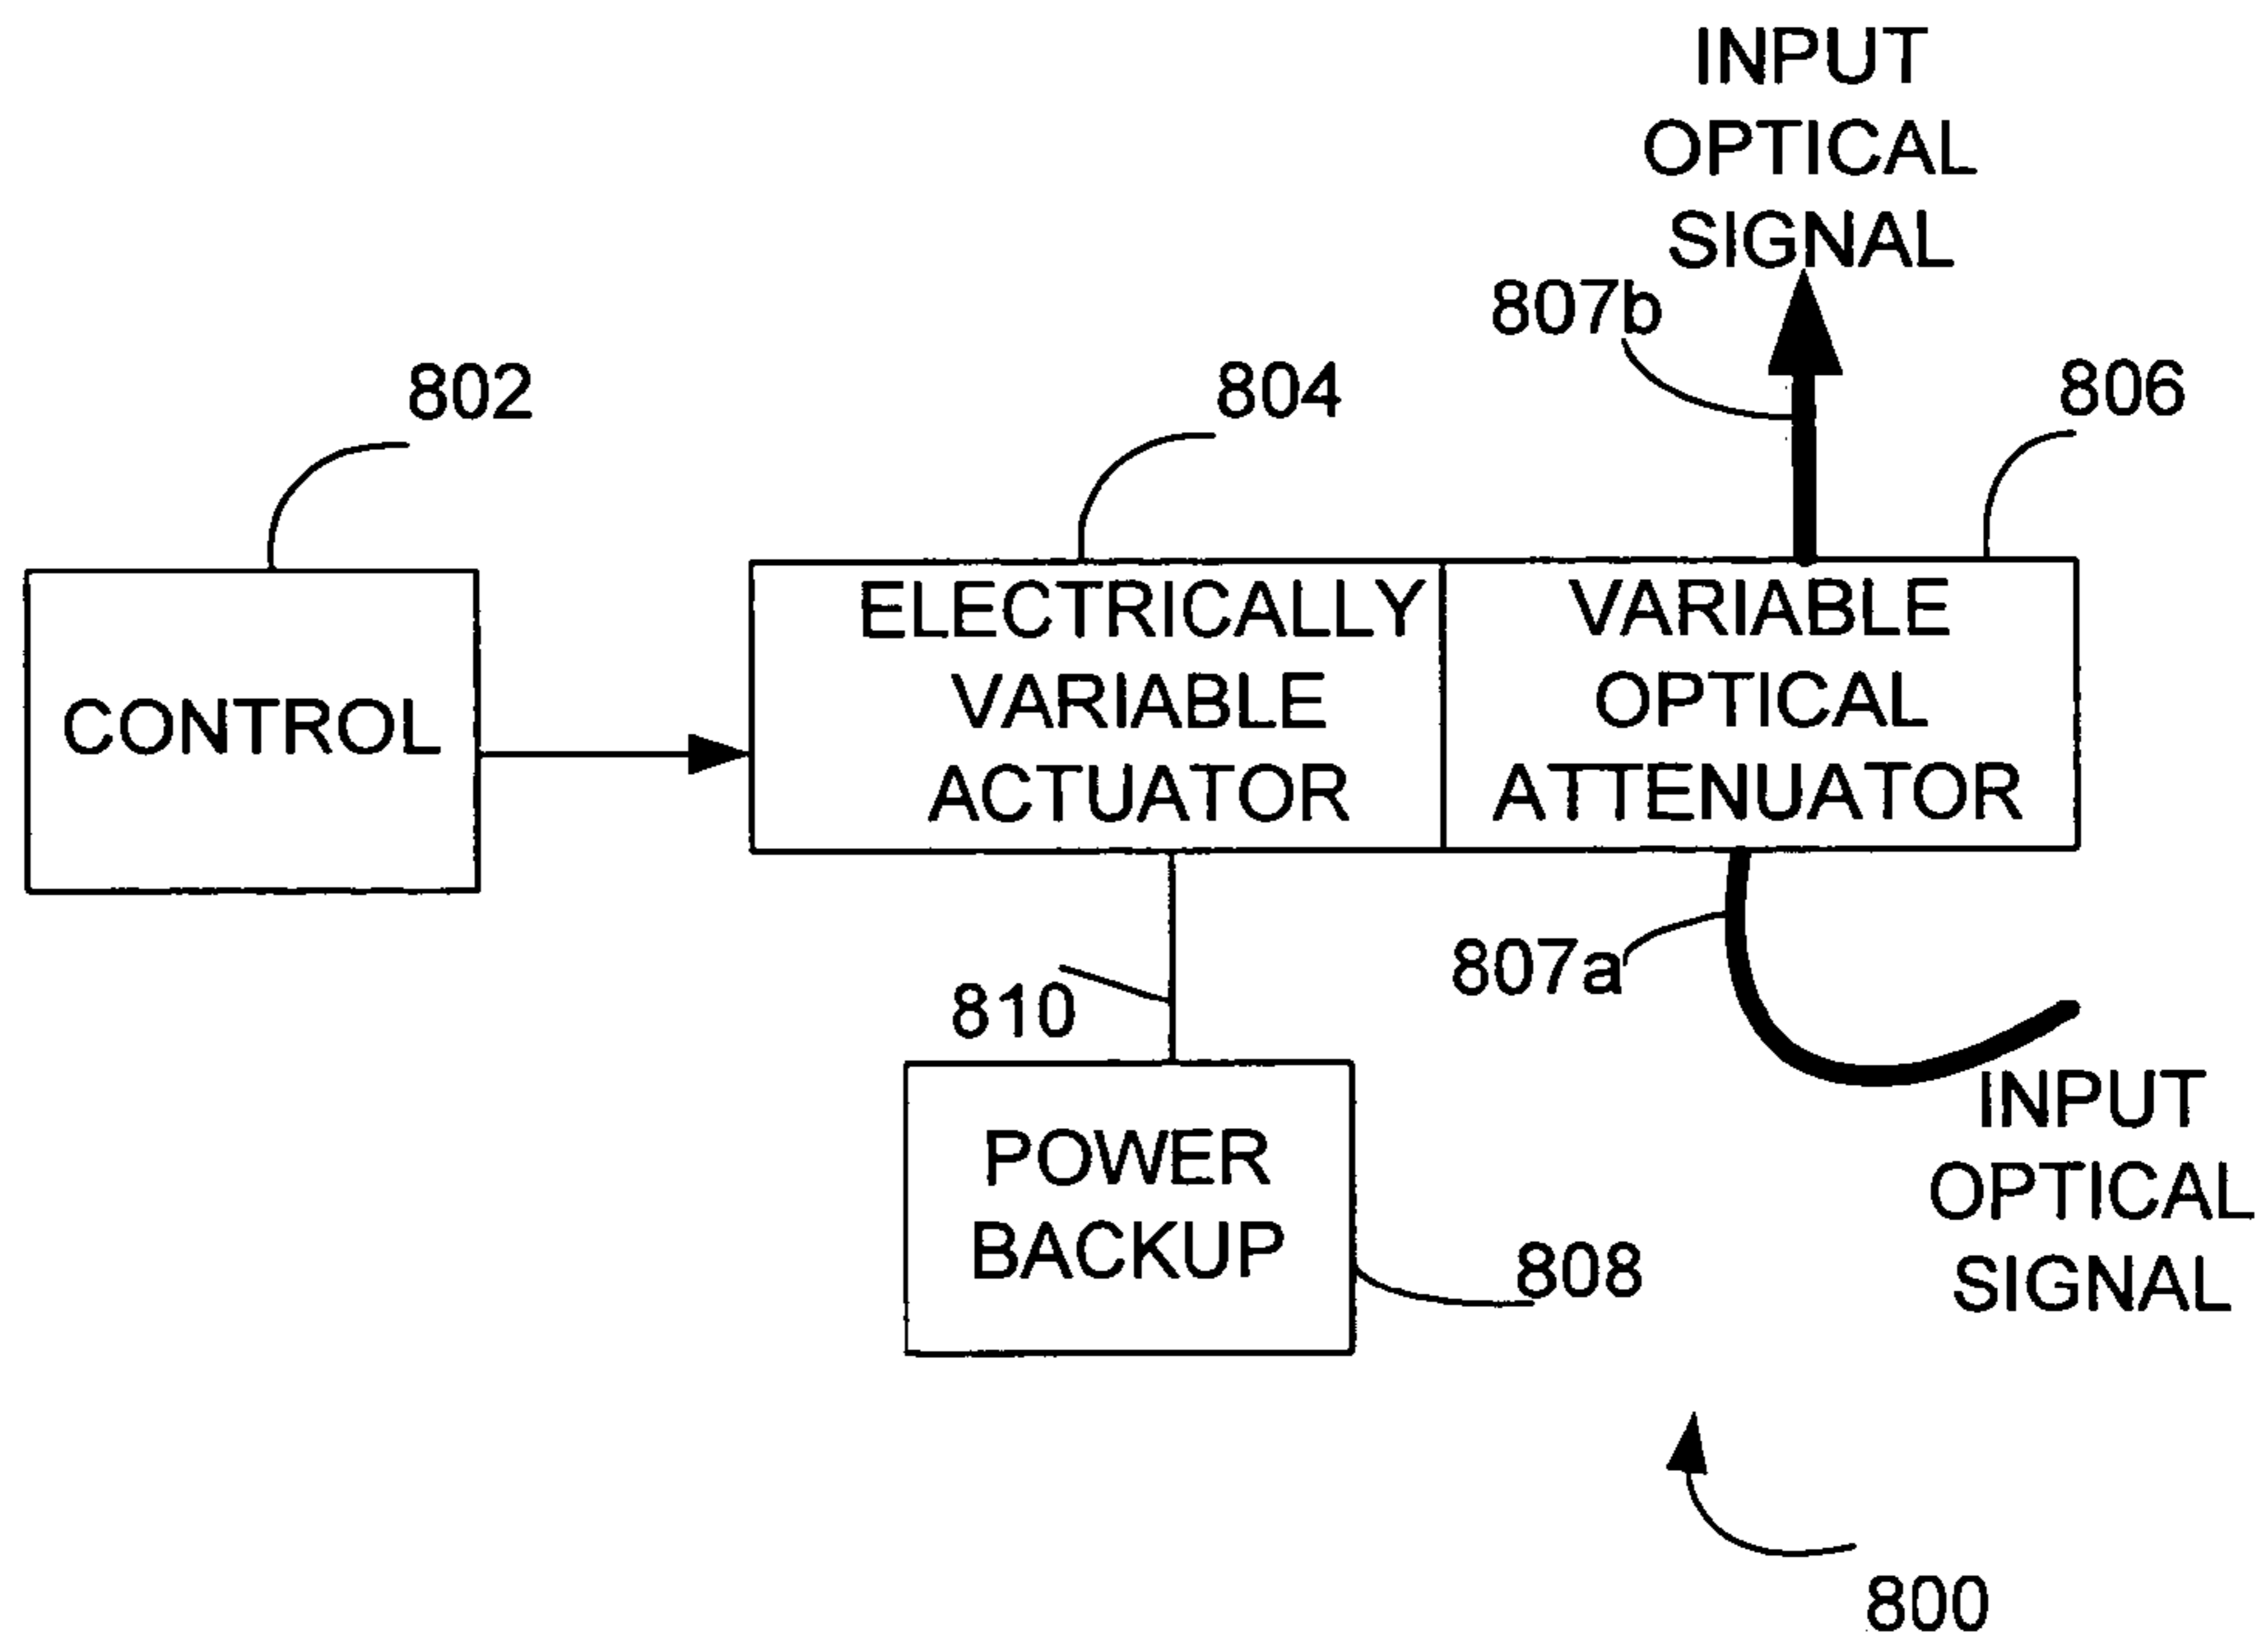 INPUT
OPTICAL
SIGNAL
807b
802
804
806
CONTROL
ELECTRICALLY
VARIABLE
ACTUATOR
VARIABLE
OPTICAL
ATTENUATOR
807a
810
INPUT
OPTICAL
SIGNAL
POWER
BACKUP
808
800